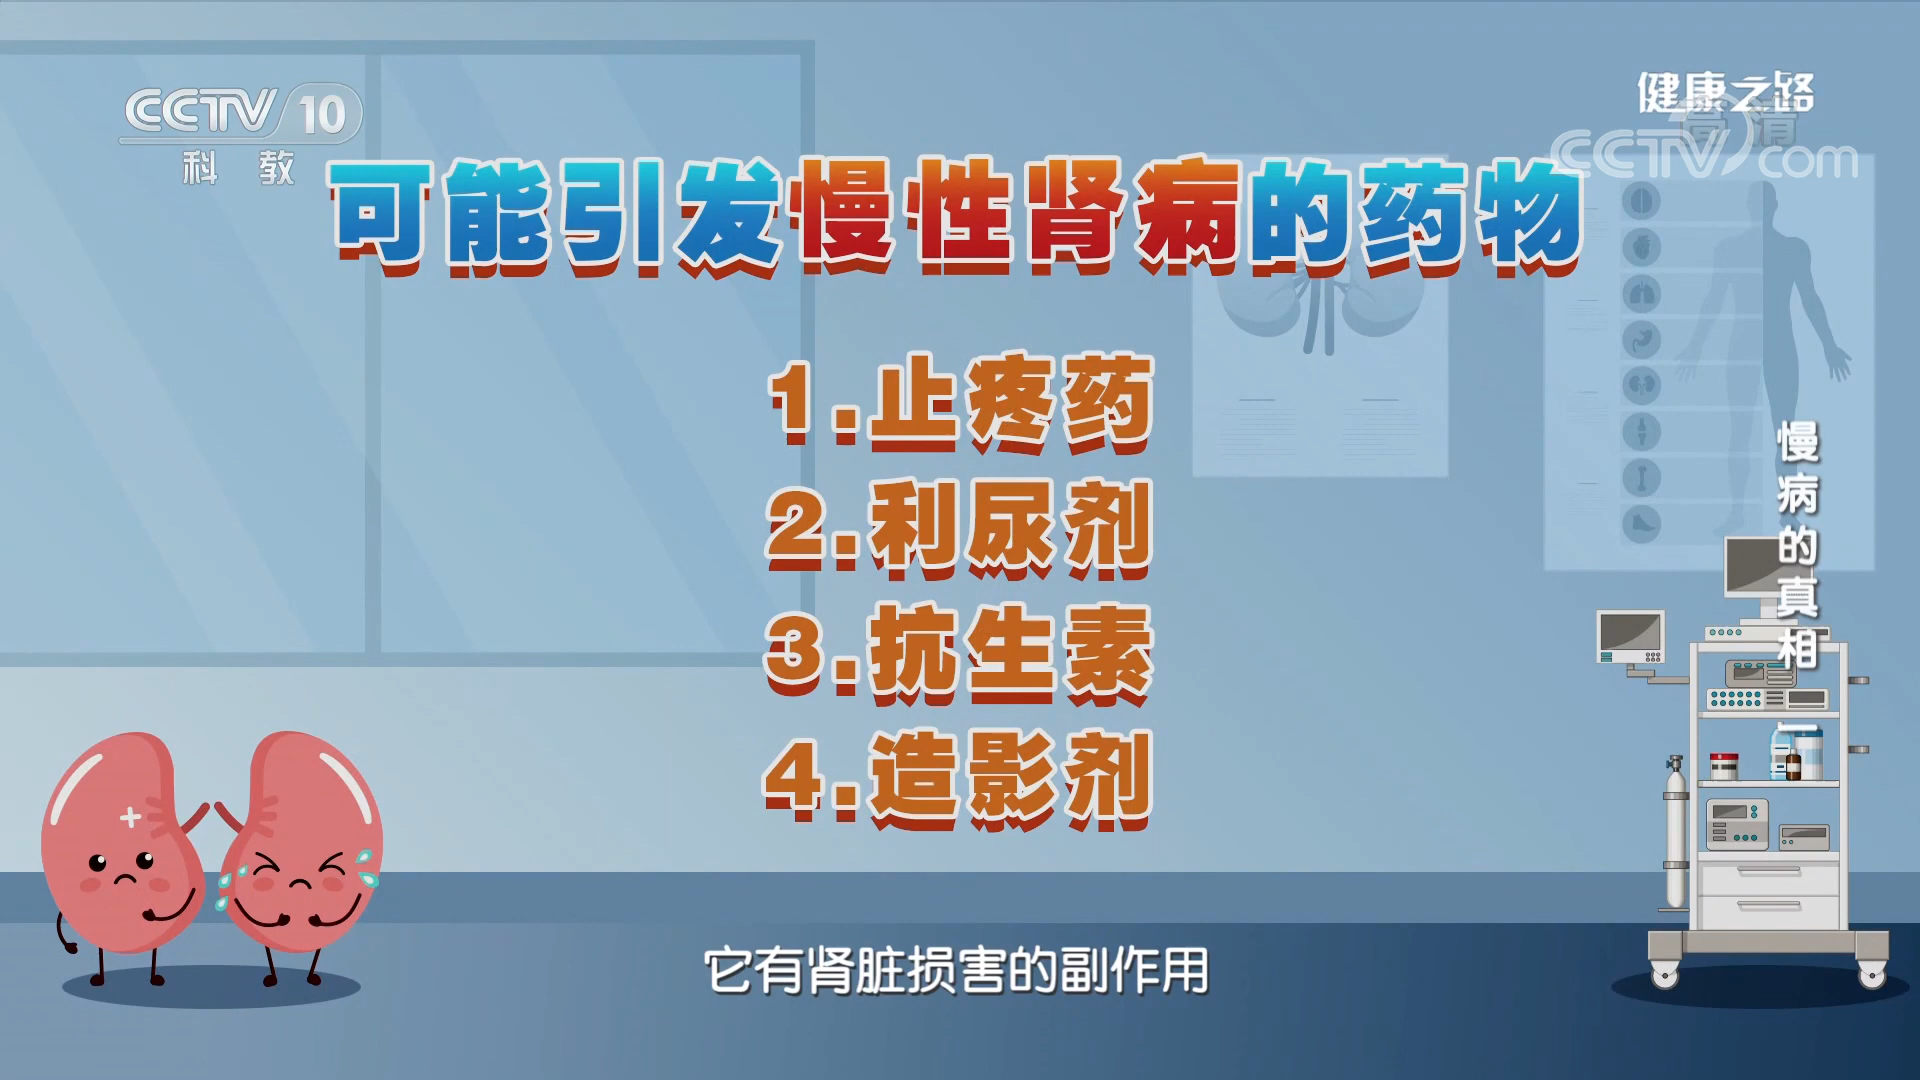 CCTV 10
科教
健康之路
高清
CCTV.com
可能引发慢性肾病的药物
1.止疼药
2.利尿剂
3.抗生素
4.造影剂
慢病的真相
它有肾脏损害的副作用